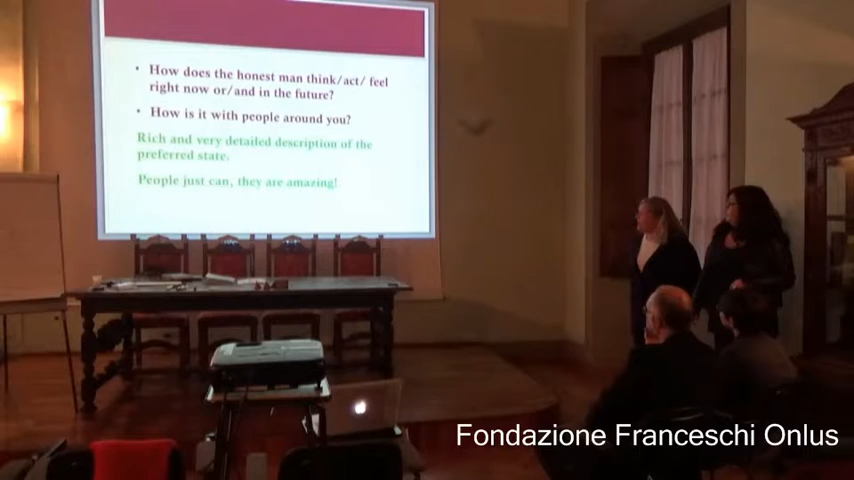 • How does the honest man think/act/ feel
right now or/and in the future?
• How is it with people around you?
Rich and very detailed description of the
preferred state.
People just can, they are amazing!
Fondazione Franceschi Onlus